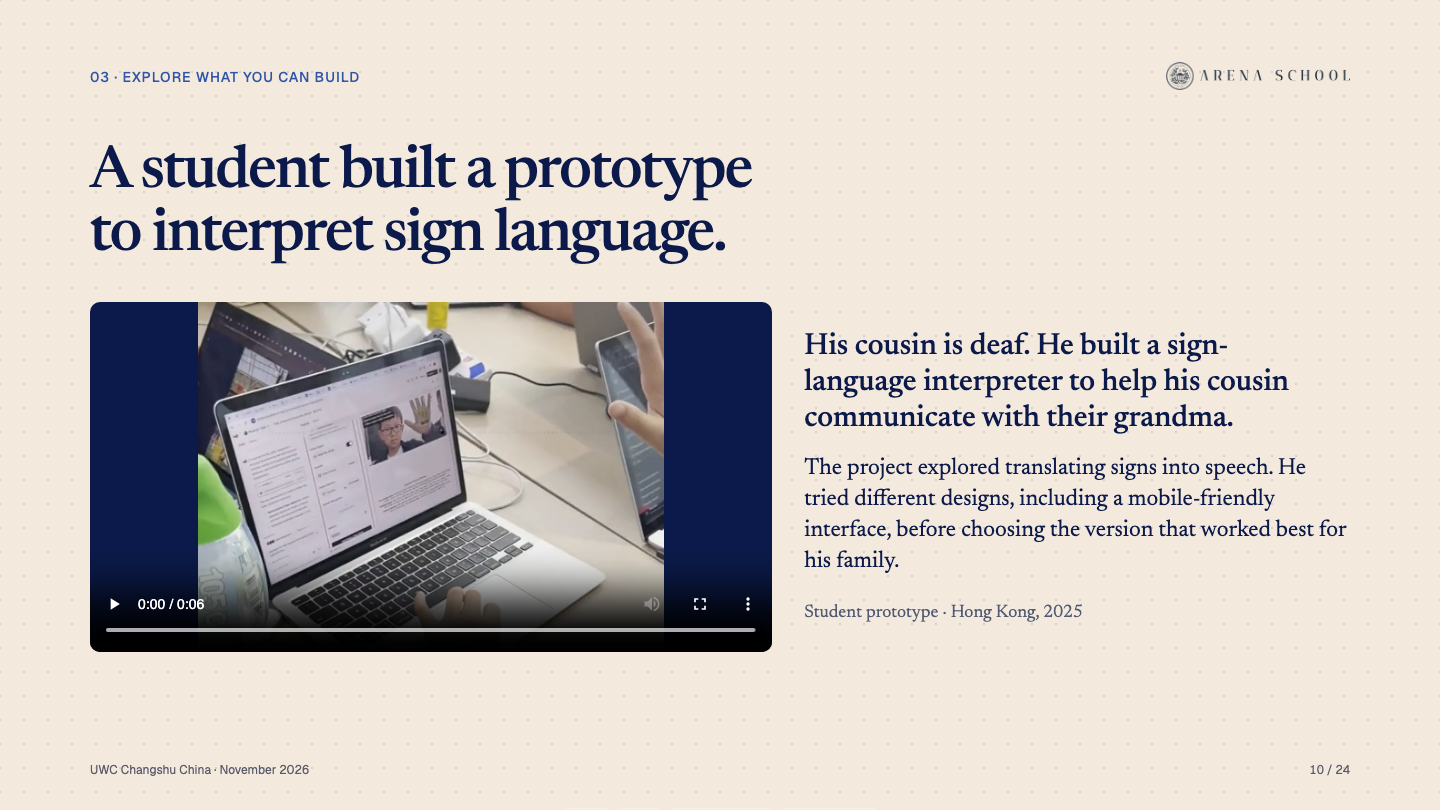 03 · EXPLORE WHAT YOU CAN BUILD
ARENA SCHOOL
A student built a prototype
to interpret sign language.
His cousin is deaf. He built a sign-
language interpreter to help his cousin
communicate with their grandma.
The project explored translating signs into speech. He
tried different designs, including a mobile-friendly
interface, before choosing the version that worked best for
his family.
Student prototype · Hong Kong, 2025
0:00 / 0:06
UWC Changshu China · November 2026
10 / 24